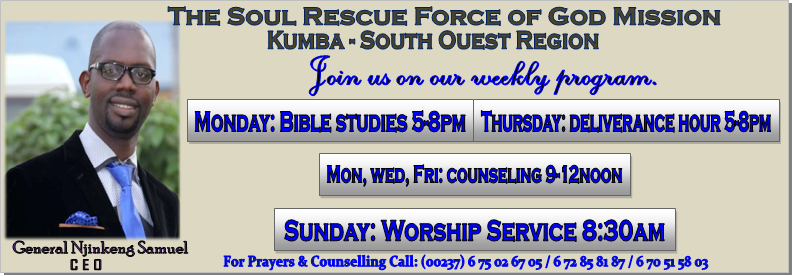 The Soul Rescue Force of God Mission
Kumba - South Ouest Region
Join us on our weekly program.
Monday: Bible studies 5-8pm
Thursday: deliverance hour 5-8pm
Mon, wed, Fri: counseling 9-12noon
Sunday: Worship Service 8:30am
General Njinkeng Samuel
CEO
For Prayers & Counselling Call: (00237) 6 75 02 67 05 / 6 72 85 81 87 / 6 70 51 58 03